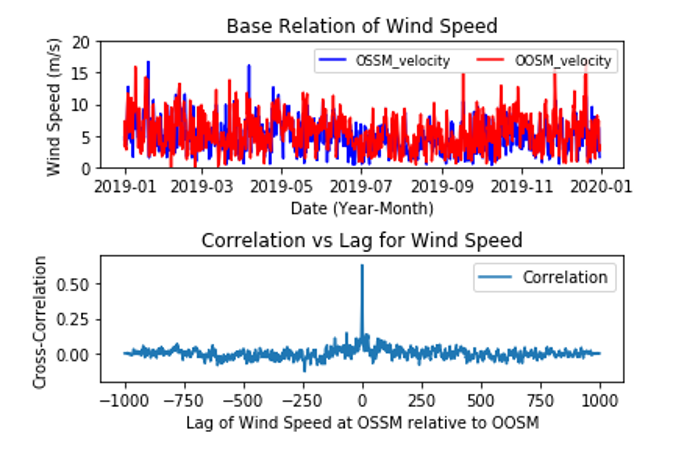 Base Relation of Wind Speed
Wind Speed (m/s)
20
15
10
5
0
OSSM_velocity OOSM_velocity
2019-01 2019-03 2019-05 2019-07 2019-09 2019-11 2020-01
Date (Year-Month)
Correlation vs Lag for Wind Speed
Cross-Correlation
0.50
0.25
0.00
Correlation
−1000 −750 −500 −250 0 250 500 750 1000
Lag of Wind Speed at OSSM relative to OOSM